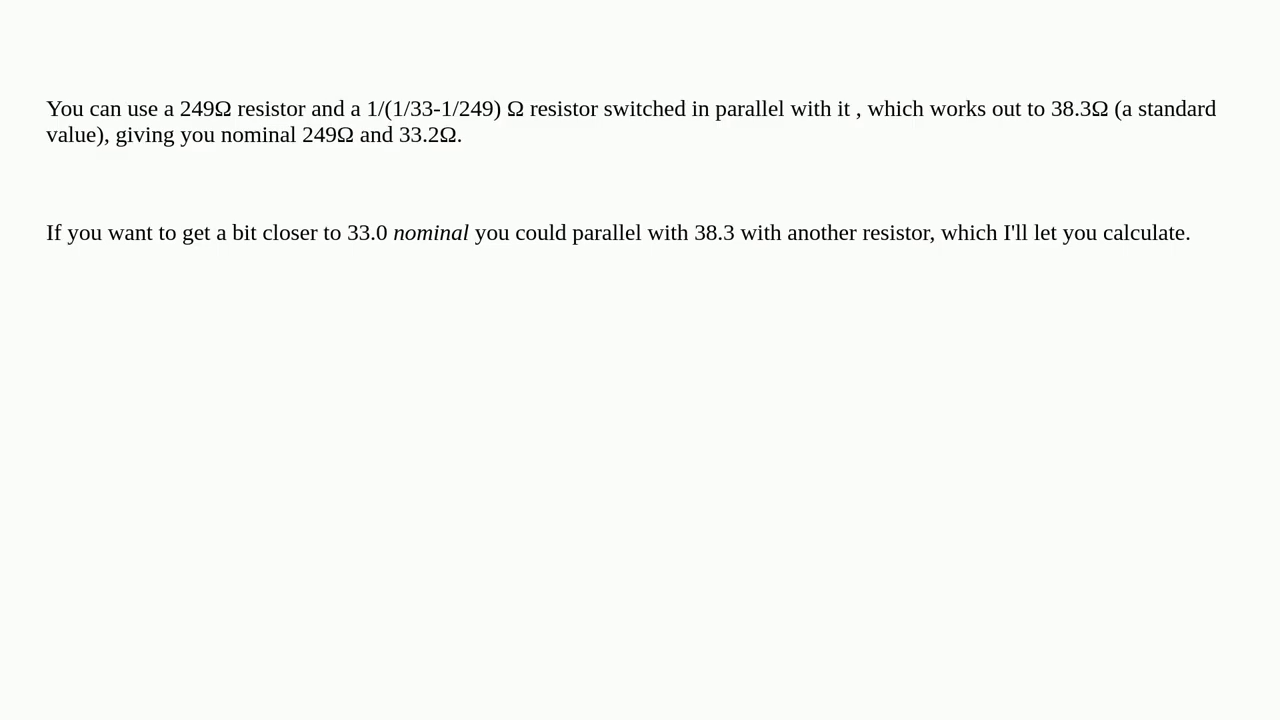 You can use a 249Ω resistor and a 1/(1/33-1/249) Ω resistor switched in parallel with it , which works out to 38.3Ω (a standard
value), giving you nominal 249Ω and 33.2Ω.
If you want to get a bit closer to 33.0 nominal you could parallel with 38.3 with another resistor, which I'll let you calculate.